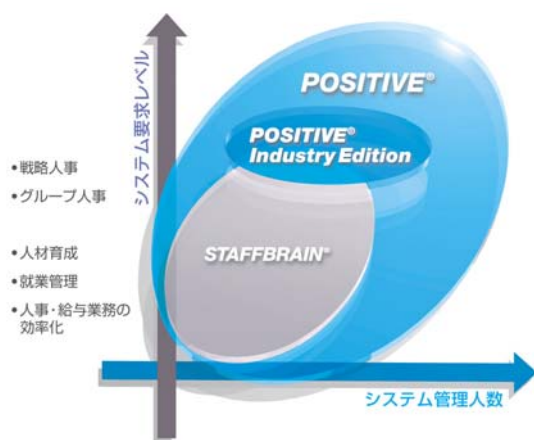 システム要求レベル
POSITIVE®
POSITIVE®
Industry Edition
•戦略人事
•グループ人事
STAFFBRAIN®
•人材育成
•就業管理
•人事・給与業務の
効率化
システム管理人数